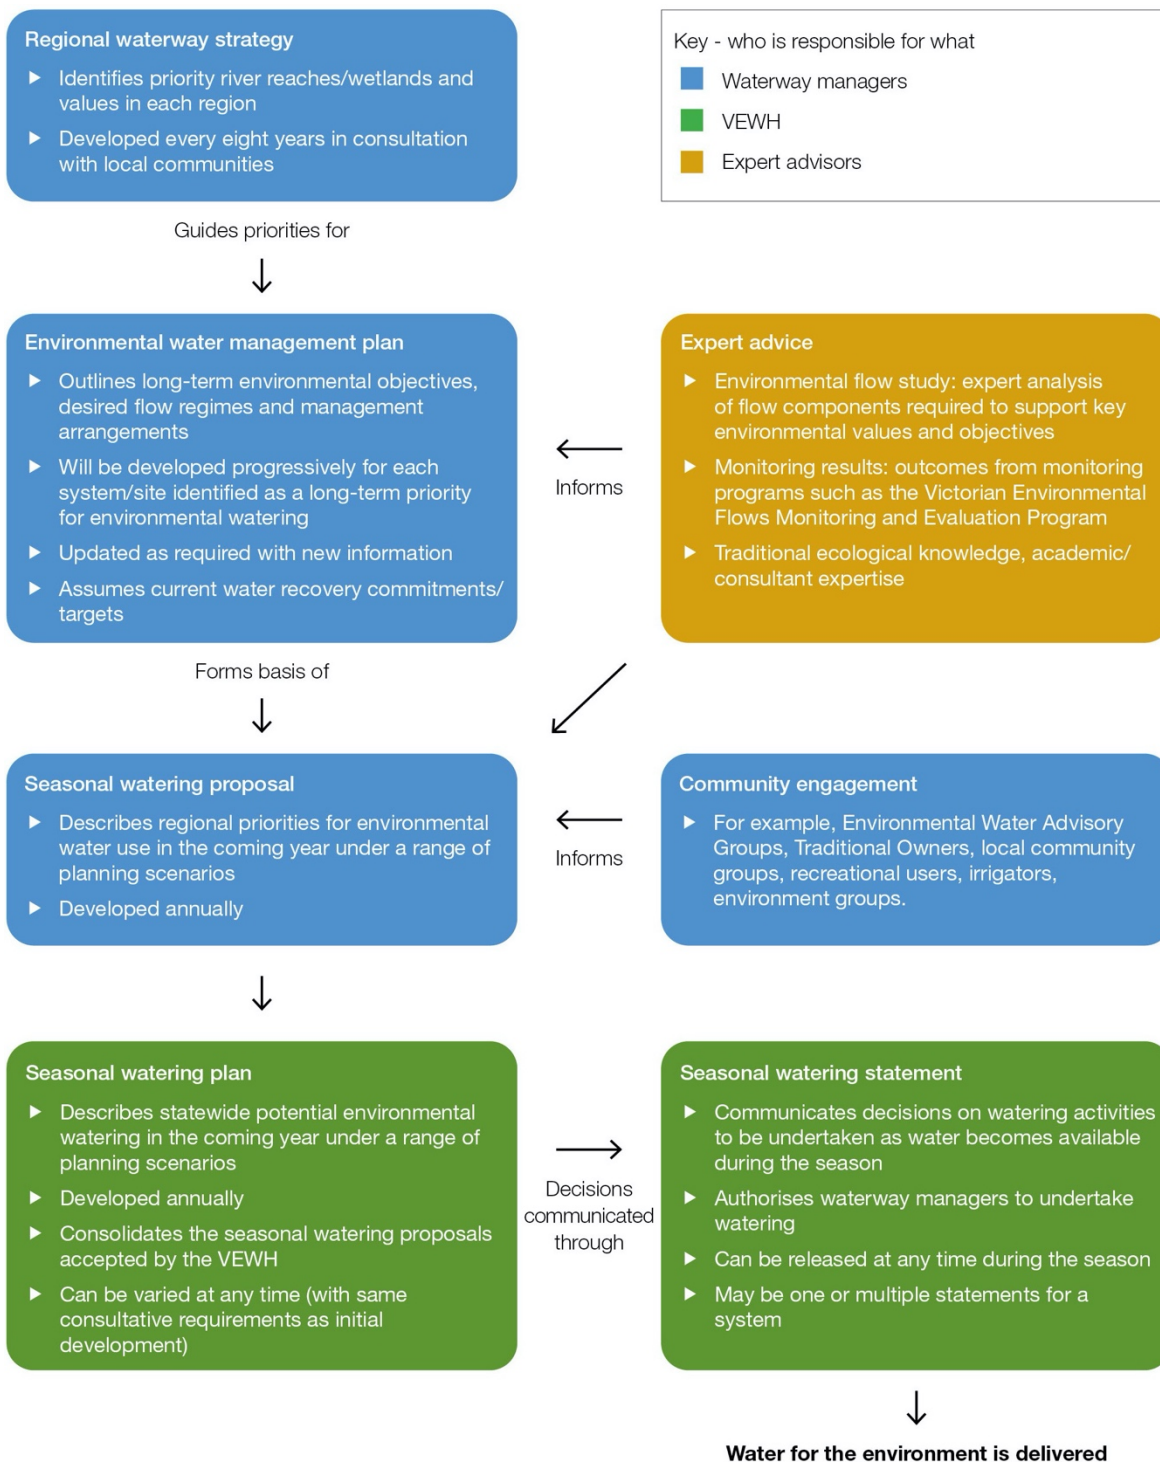 Regional waterway strategy
▶ Identifies priority river reaches/wetlands and
values in each region
▶ Developed every eight years in consultation
with local communities
Key - who is responsible for what
Waterway managers
VEWH
Expert advisors
Guides priorities for
Environmental water management plan
▶ Outlines long-term environmental objectives,
desired flow regimes and management
arrangements
▶ Will be developed progressively for each
system/site identified as a long-term priority
for environmental watering
▶ Updated as required with new information
▶ Assumes current water recovery commitments/
targets
Informs
Expert advice
▶ Environmental flow study: expert analysis
of flow components required to support key
environmental values and objectives
▶ Monitoring results: outcomes from monitoring
programs such as the Victorian Environmental
Flows Monitoring and Evaluation Program
▶ Traditional ecological knowledge, academic/
consultant expertise
Forms basis of
Seasonal watering proposal
▶ Describes regional priorities for environmental
water use in the coming year under a range of
planning scenarios
▶ Developed annually
Informs
Community engagement
▶ For example, Environmental Water Advisory
Groups, Traditional Owners, local community
groups, recreational users, irrigators,
environment groups.
Seasonal watering plan
▶ Describes statewide potential environmental
watering in the coming year under a range of
planning scenarios
▶ Developed annually
▶ Consolidates the seasonal watering proposals
accepted by the VEWH
▶ Can be varied at any time (with same
consultative requirements as initial
development)
Decisions
communicated
through
Seasonal watering statement
▶ Communicates decisions on watering activities
to be undertaken as water becomes available
during the season
▶ Authorises waterway managers to undertake
watering
▶ Can be released at any time during the season
▶ May be one or multiple statements for a
system
Water for the environment is delivered